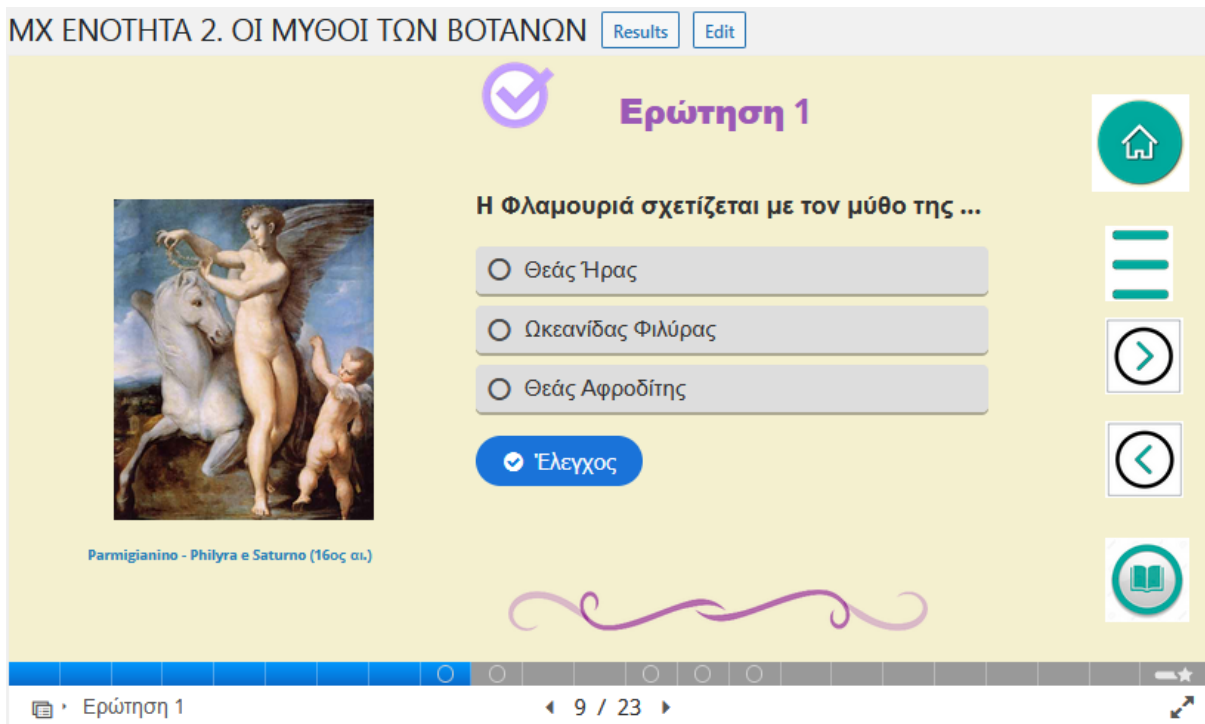 ΜΧ ΕΝΟΤΗΤΑ 2. ΟΙ ΜΥΘΟΙ ΤΩΝ ΒΟΤΑΝΩΝ Results Edit
Ερώτηση 1
Η Φλαμουριά σχετίζεται με τον μύθο της ...
Θεάς Ήρας
Ωκεανίδας Φιλύρας
Θεάς Αφροδίτης
Έλεγχος
Parmigianino - Philyra e Saturno (16ος αι.)
Ερώτηση 1 9 / 23